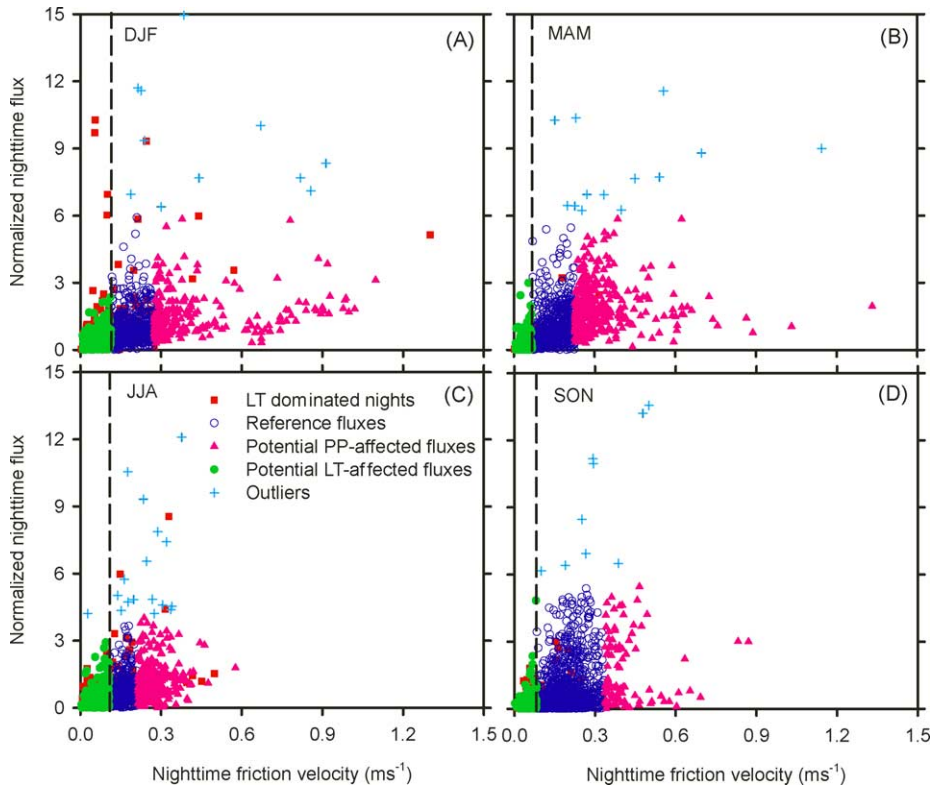 15
12
9
6
3
0
Normalized nighttime flux
DJF
(A)
MAM
(B)
15
12
9
6
3
0
Normalized nighttime flux
JJA
(C)
LT dominated nights
Reference fluxes
Potential PP-affected fluxes
Potential LT-affected fluxes
Outliers
SON
(D)
0.0 0.3 0.6 0.9 1.2 1.5
0.0 0.3 0.6 0.9 1.2 1.5
Nighttime friction velocity (ms⁻¹)
Nighttime friction velocity (ms⁻¹)